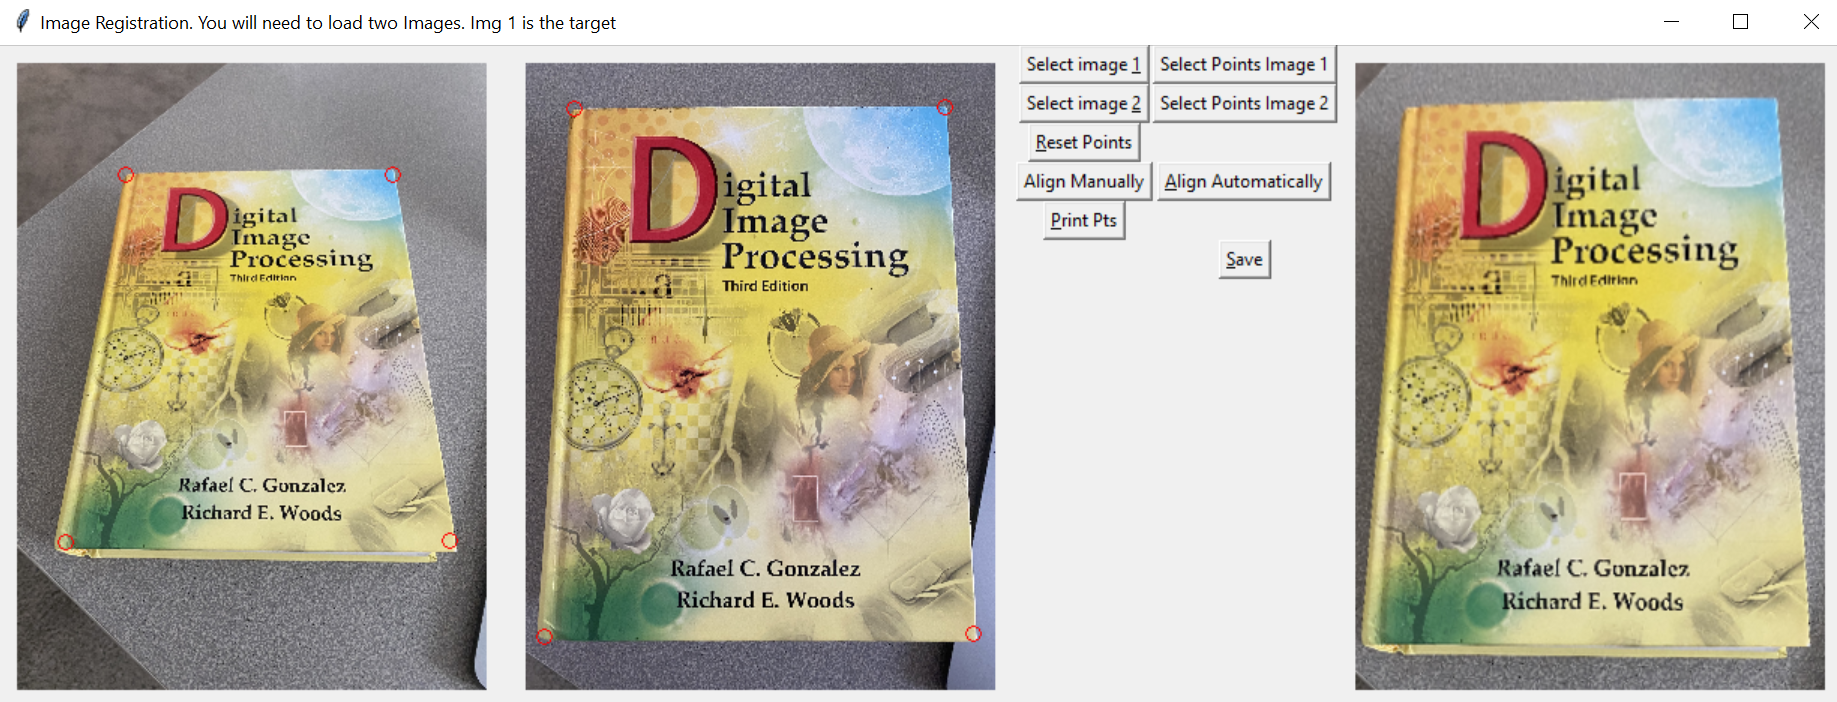 Image Registration. You will need to load two Images. Img 1 is the target
Digital
Image
Processing
Third Edition
a
Rafael C. Gonzalez
Richard E. Woods
Digital
Image
Processing
Third Edition
a
Rafael C. Gonzalez
Richard E. Woods
Select image 1
Select Points Image 1
Select image 2
Select Points Image 2
Reset Points
Align Manually
Align Automatically
Print Pts
Save
Digital
Image
Processing
Third Edition
a
Rafael C. Gonzalez
Richard E. Woods